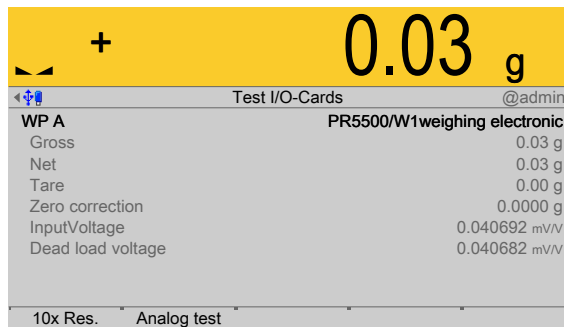 + 0.03 g
Test I/O-Cards @admin
WP A PR5500/W1weighing electronic
Gross 0.03 g
Net 0.03 g
Tare 0.00 g
Zero correction 0.0000 g
InputVoltage 0.040692 mV/V
Dead load voltage 0.040682 mV/V
10x Res. Analog test